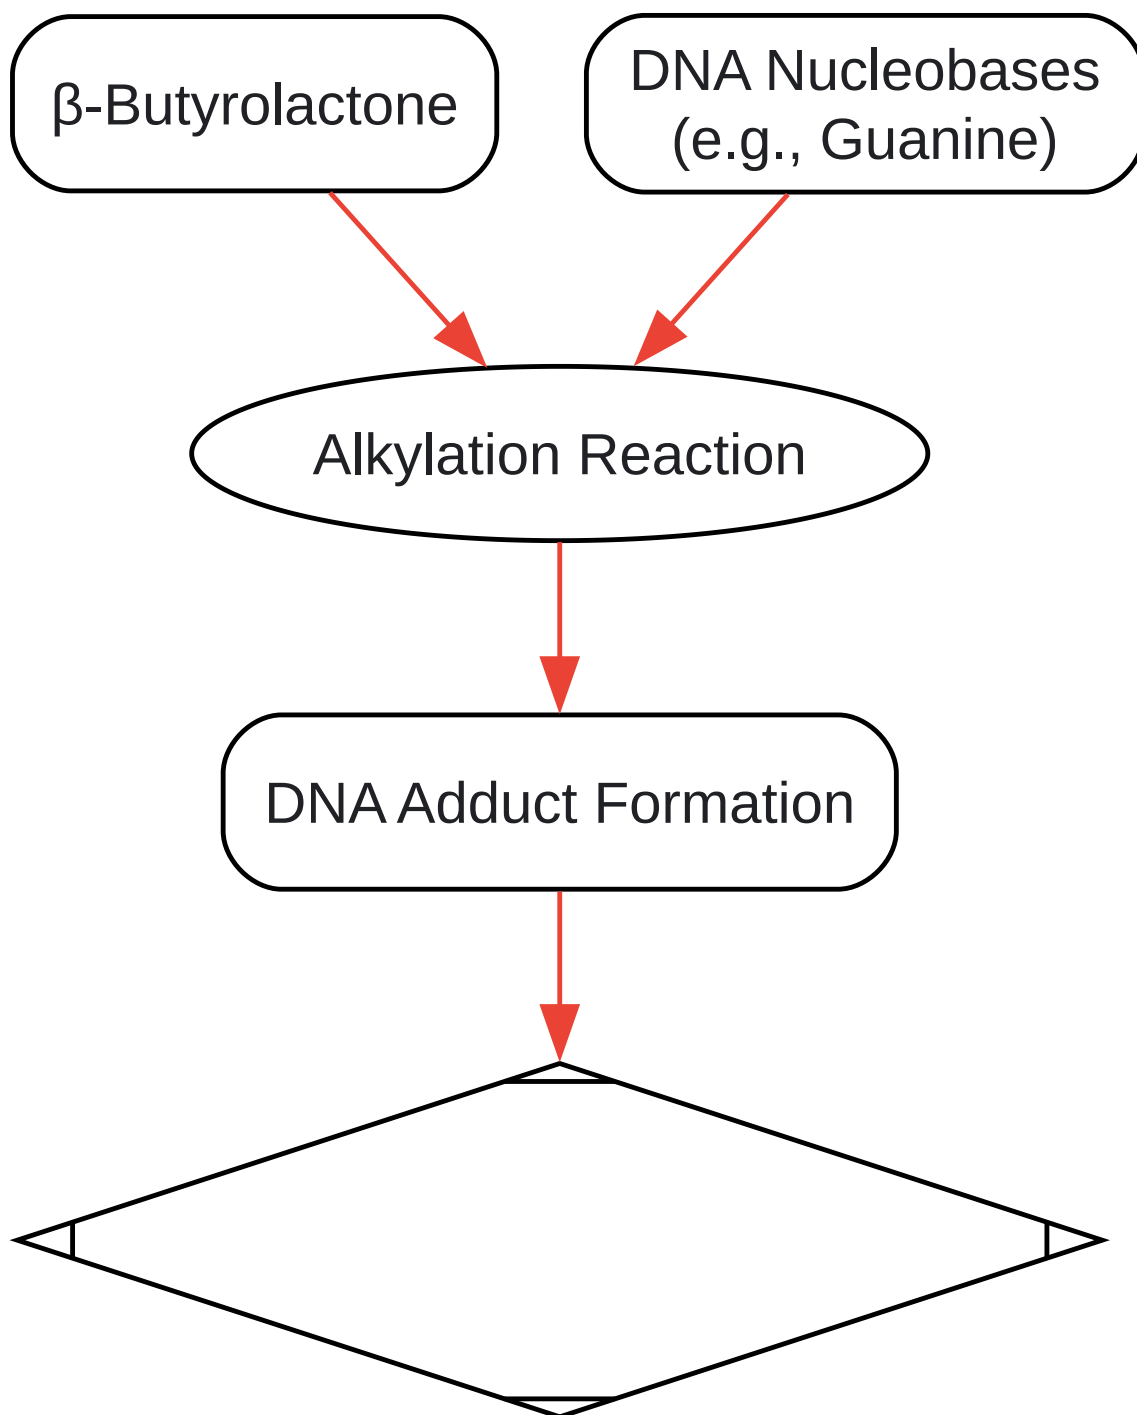 β-Butyrolactone
DNA Nucleobases
(e.g., Guanine)
Alkylation Reaction
DNA Adduct Formation